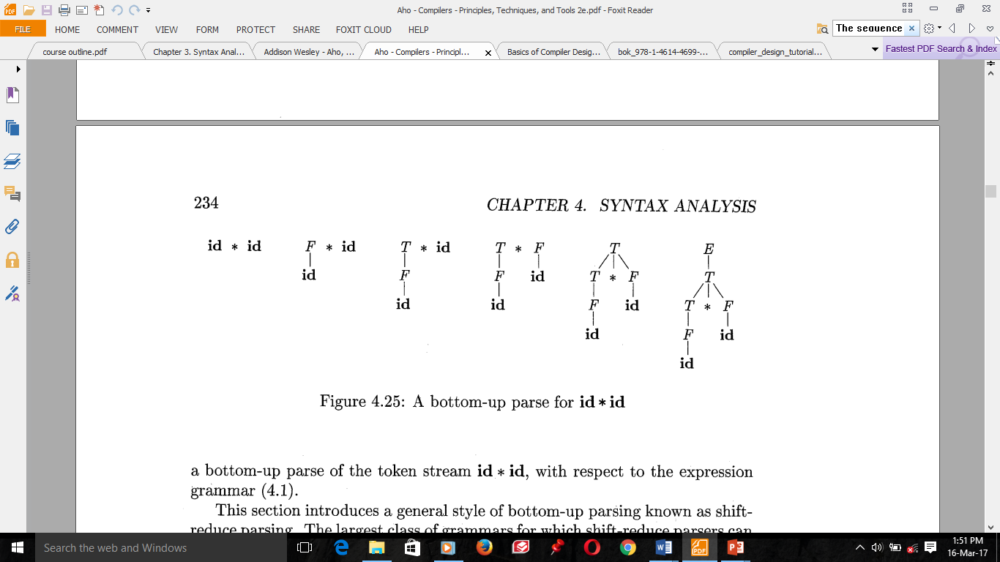 Aho - Compilers - Principles, Techniques, and Tools 2e.pdf - Foxit Reader
FILE HOME COMMENT VIEW FORM PROTECT SHARE FOXIT CLOUD HELP The sequence
course outline.pdf Chapter 3. Syntax Anal... Addison Wesley - Aho, ... Aho - Compilers - Principl... Basics of Compiler Desig... bok_978-1-4614-4699-... compiler_design_tutorial... Fastest PDF Search & Index
234 CHAPTER 4. SYNTAX ANALYSIS
id * id F * id T * id T * F T E
id F F id T * F T
id id F id T * F
id F id
id
Figure 4.25: A bottom-up parse for id * id
a bottom-up parse of the token stream id * id, with respect to the expression
grammar (4.1).
This section introduces a general style of bottom-up parsing known as shift-
reduce parsing. The largest class of grammars for which shift-reduce parsers can
Search the web and Windows 1:51 PM
16-Mar-17